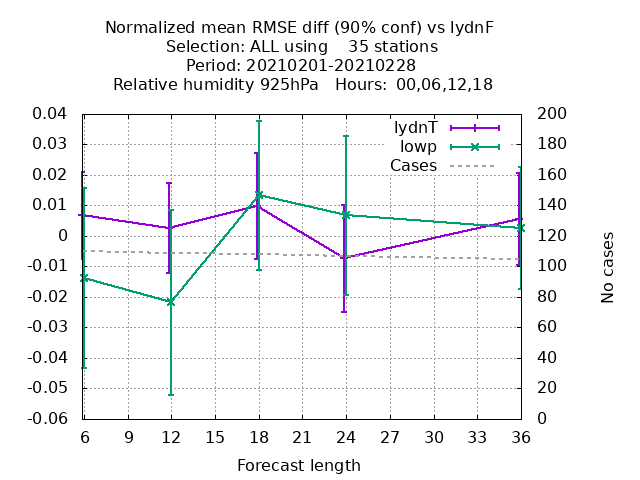 Normalized mean RMSE diff (90% conf) vs lydnF
Selection: ALL using    35 stations
Period: 20210201-20210228
Relative humidity 925hPa   Hours: 00,06,12,18
0.04 200
0.03 lydnT 180
lowp
0.02 Cases 160
0.01 140
0 120
-0.01 100
-0.02 80
-0.03 60
-0.04 40
-0.05 20
-0.06 0
No cases
6 9 12 15 18 21 24 27 30 33 36
Forecast length